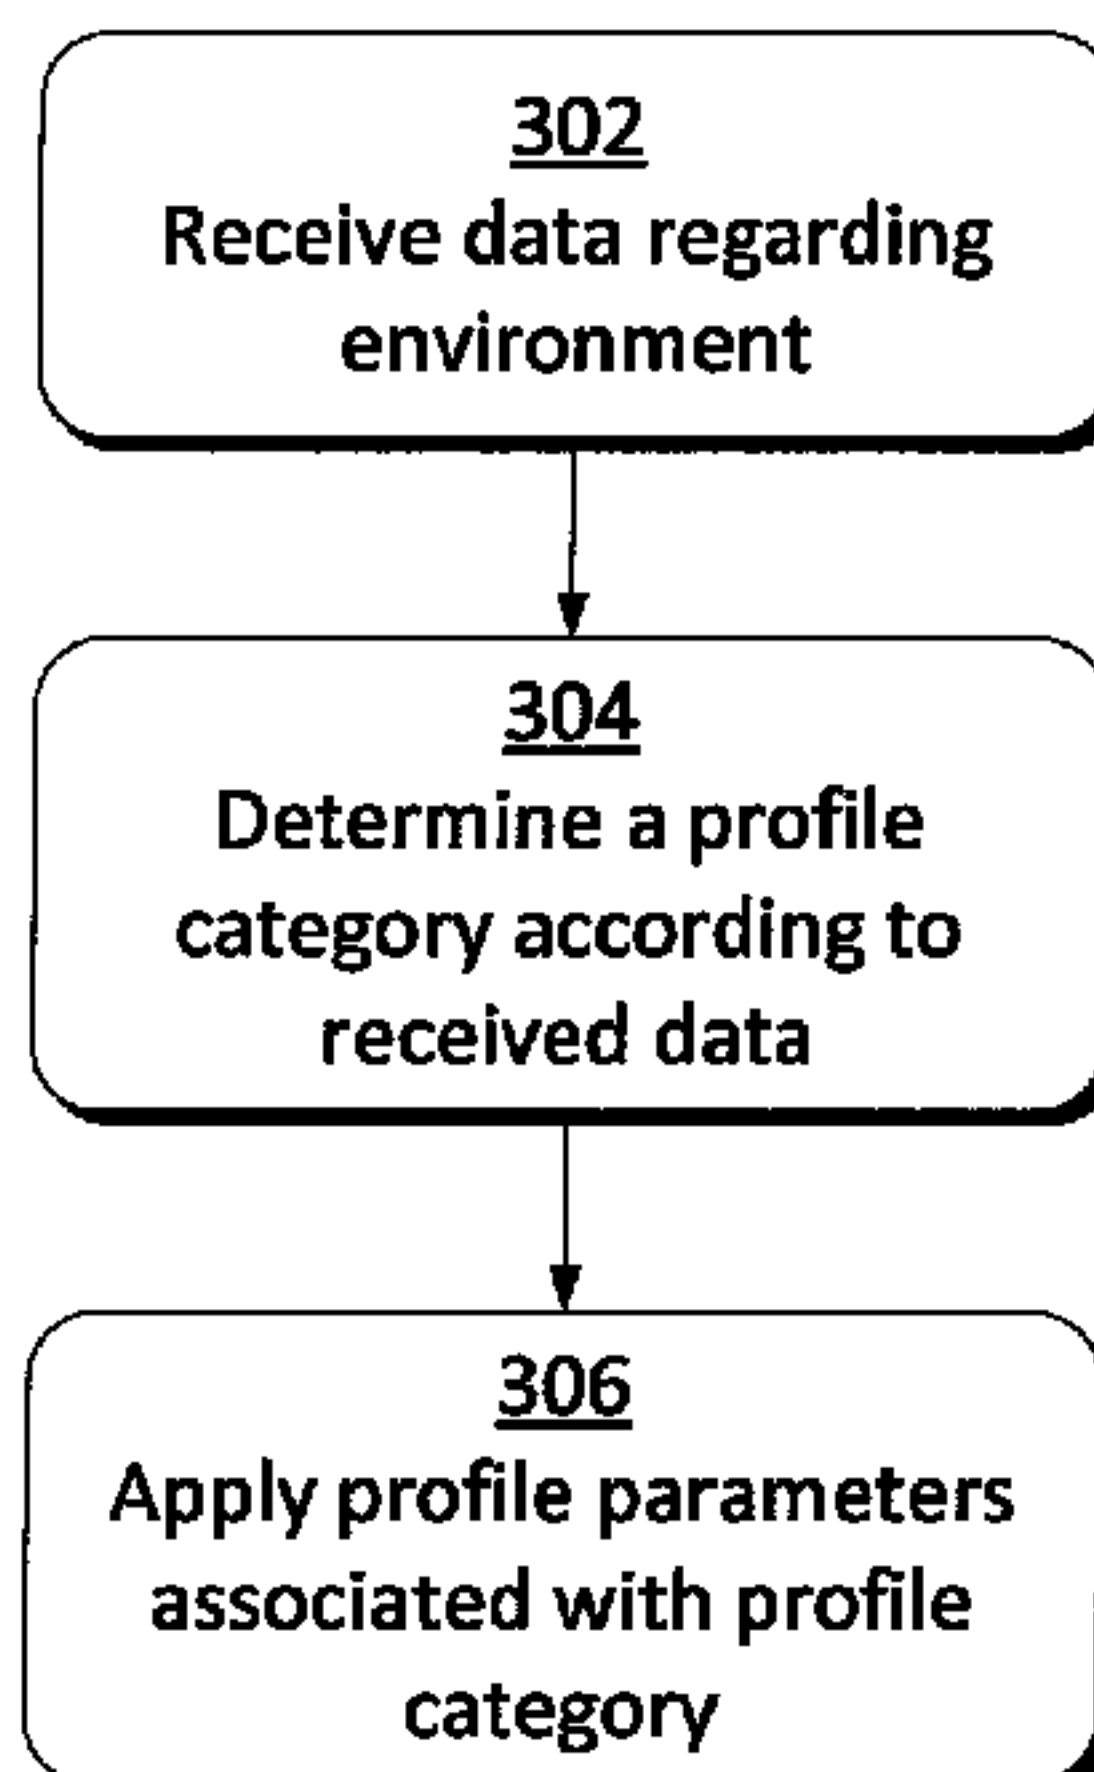 302
Receive data regarding
environment
304
Determine a profile
category according to
received data
306
Apply profile parameters
associated with profile
category